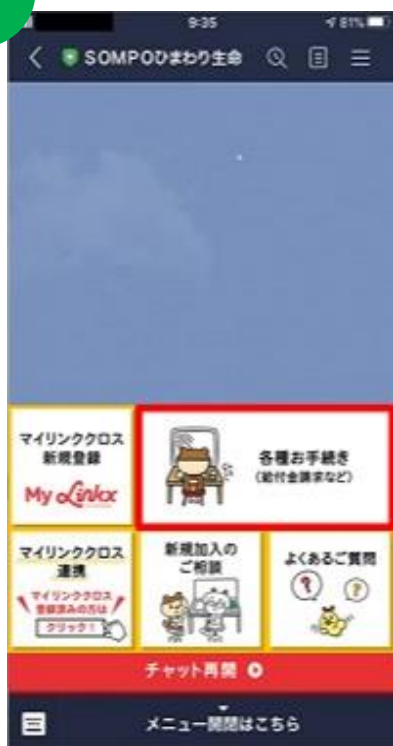 9:35
81%
SOMPOひまわり生命
マイリンククロス
新規登録
My Linkx
各種お手続き
(給付金請求など)
マイリンククロス
連携
マイリンククロス
登録済みの方は
クリック!
新規加入の
ご相談
よくあるご質問
チャット再開
メニュー開閉はこちら